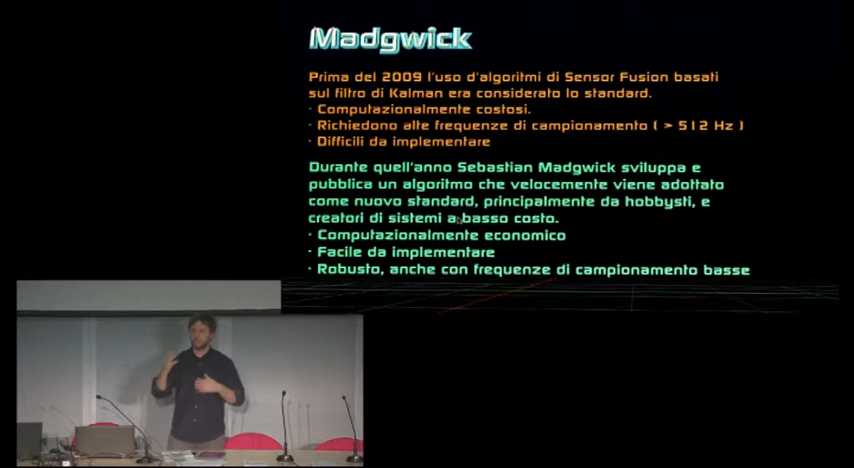 Madgwick
Prima del 2009 l'uso d'algoritmi di Sensor Fusion basati
sul filtro di Kalman era considerato lo standard.
· Computazionalmente costosi.
· Richiedono alte frequenze di campionamento ( > 512 Hz )
· Difficili da implementare
Durante quell'anno Sebastian Madgwick sviluppa e
pubblica un algoritmo che velocemente viene adottato
come nuovo standard, principalmente da hobbysti, e
creatori di sistemi a basso costo.
· Computazionalmente economico
· Facile da implementare
· Robusto, anche con frequenze di campionamento basse